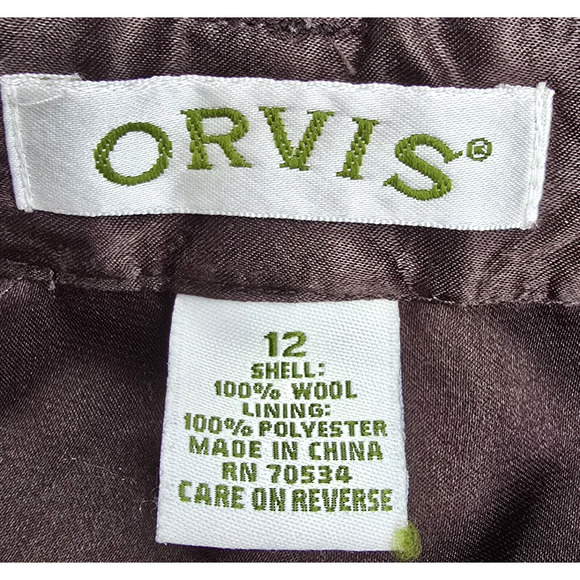 ORVIS®
12
SHELL:
100% WOOL
LINING:
100% POLYESTER
MADE IN CHINA
RN 70534
CARE ON REVERSE